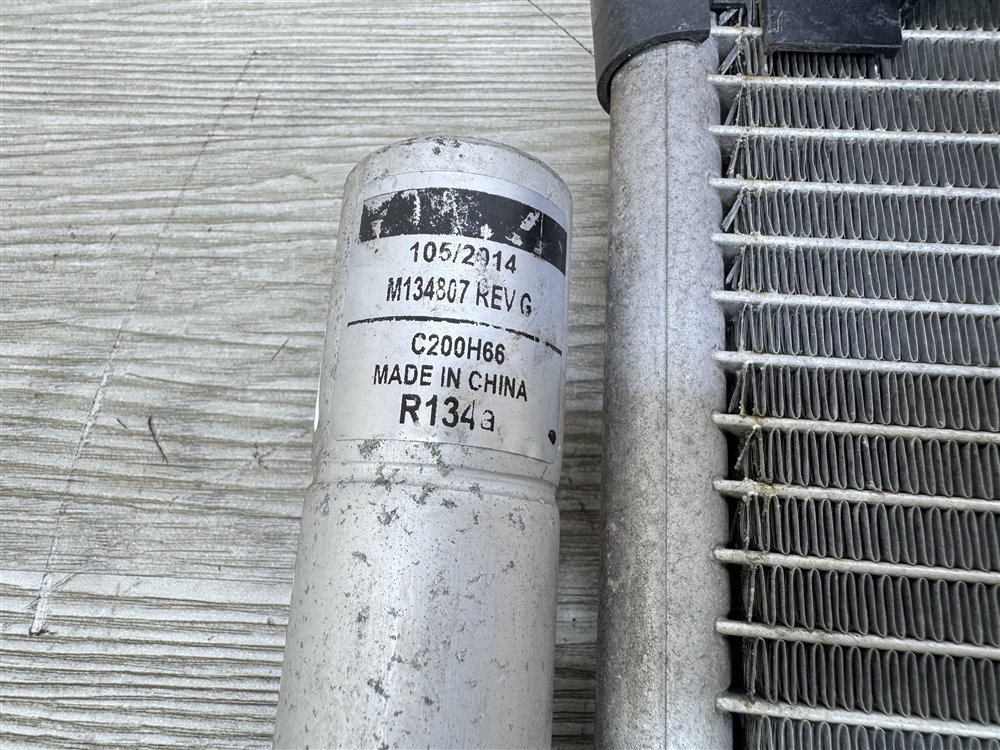 105/2014
M134807 REV G
C200H66
MADE IN CHINA
R134a